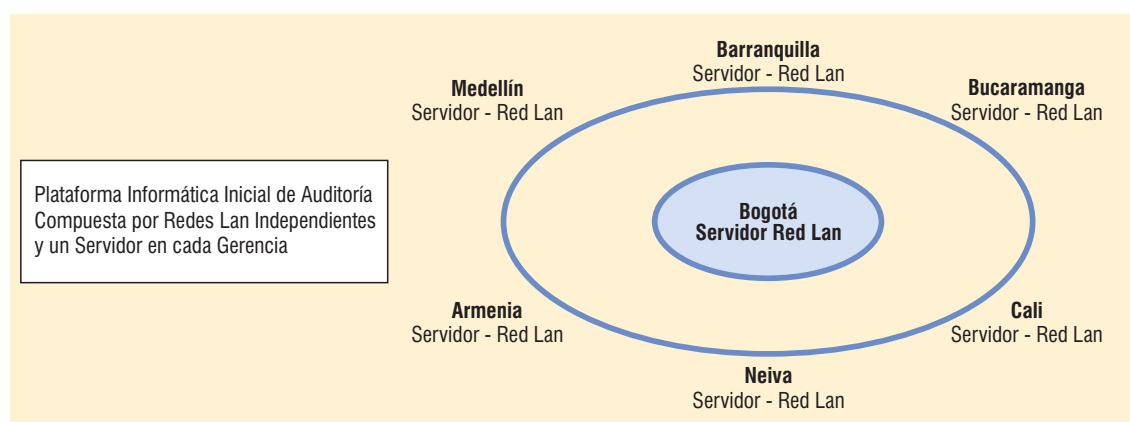 Barranquilla
Servidor - Red Lan
Medellín
Servidor - Red Lan
Bucaramanga
Servidor - Red Lan
Plataforma Informática Inicial de Auditoría
Compuesta por Redes Lan Independientes
y un Servidor en cada Gerencia
Bogotá
Servidor Red Lan
Armenia
Servidor - Red Lan
Cali
Servidor - Red Lan
Neiva
Servidor - Red Lan